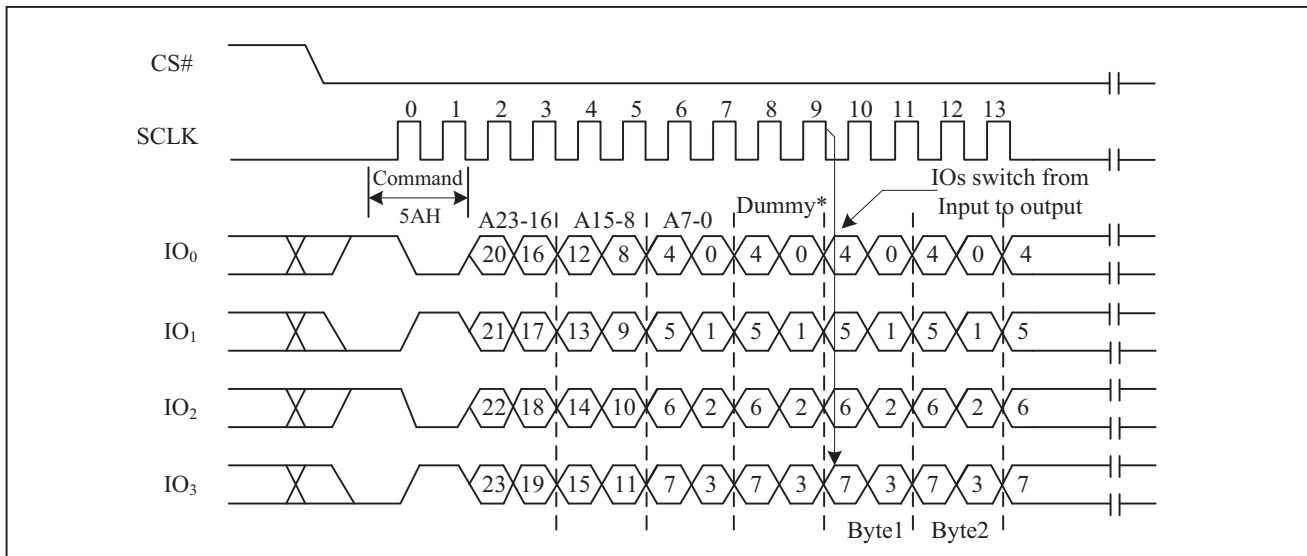 CS#
0 1 2 3 4 5 6 7 8 9 10 11 12 13
SCLK
Command
5AH
IOs switch from
Input to output
A23-16 A15-8 A7-0 Dummy*
IO0 20 16 12 8 4 0 4 0 4 0 4 0 4
IO1 21 17 13 9 5 1 5 1 5 1 5 1 5
IO2 22 18 14 10 6 2 6 2 6 2 6 2 6
IO3 23 19 15 11 7 3 7 3 7 3 7 3 7
Byte1 Byte2